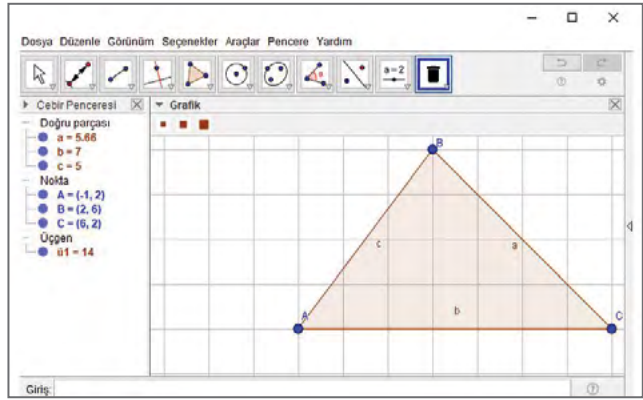 Dosya Düzenle Görünüm Seçenekler Araçlar Pencere Yardım
a=2
Cebir Penceresi
Grafik
Doğru parçası
a = 5.66
b = 7
c = 5
Nokta
A = (-1, 2)
B = (2, 6)
C = (6, 2)
Üçgen
ü1 = 14
B
c
a
b
A
C
Giriş: